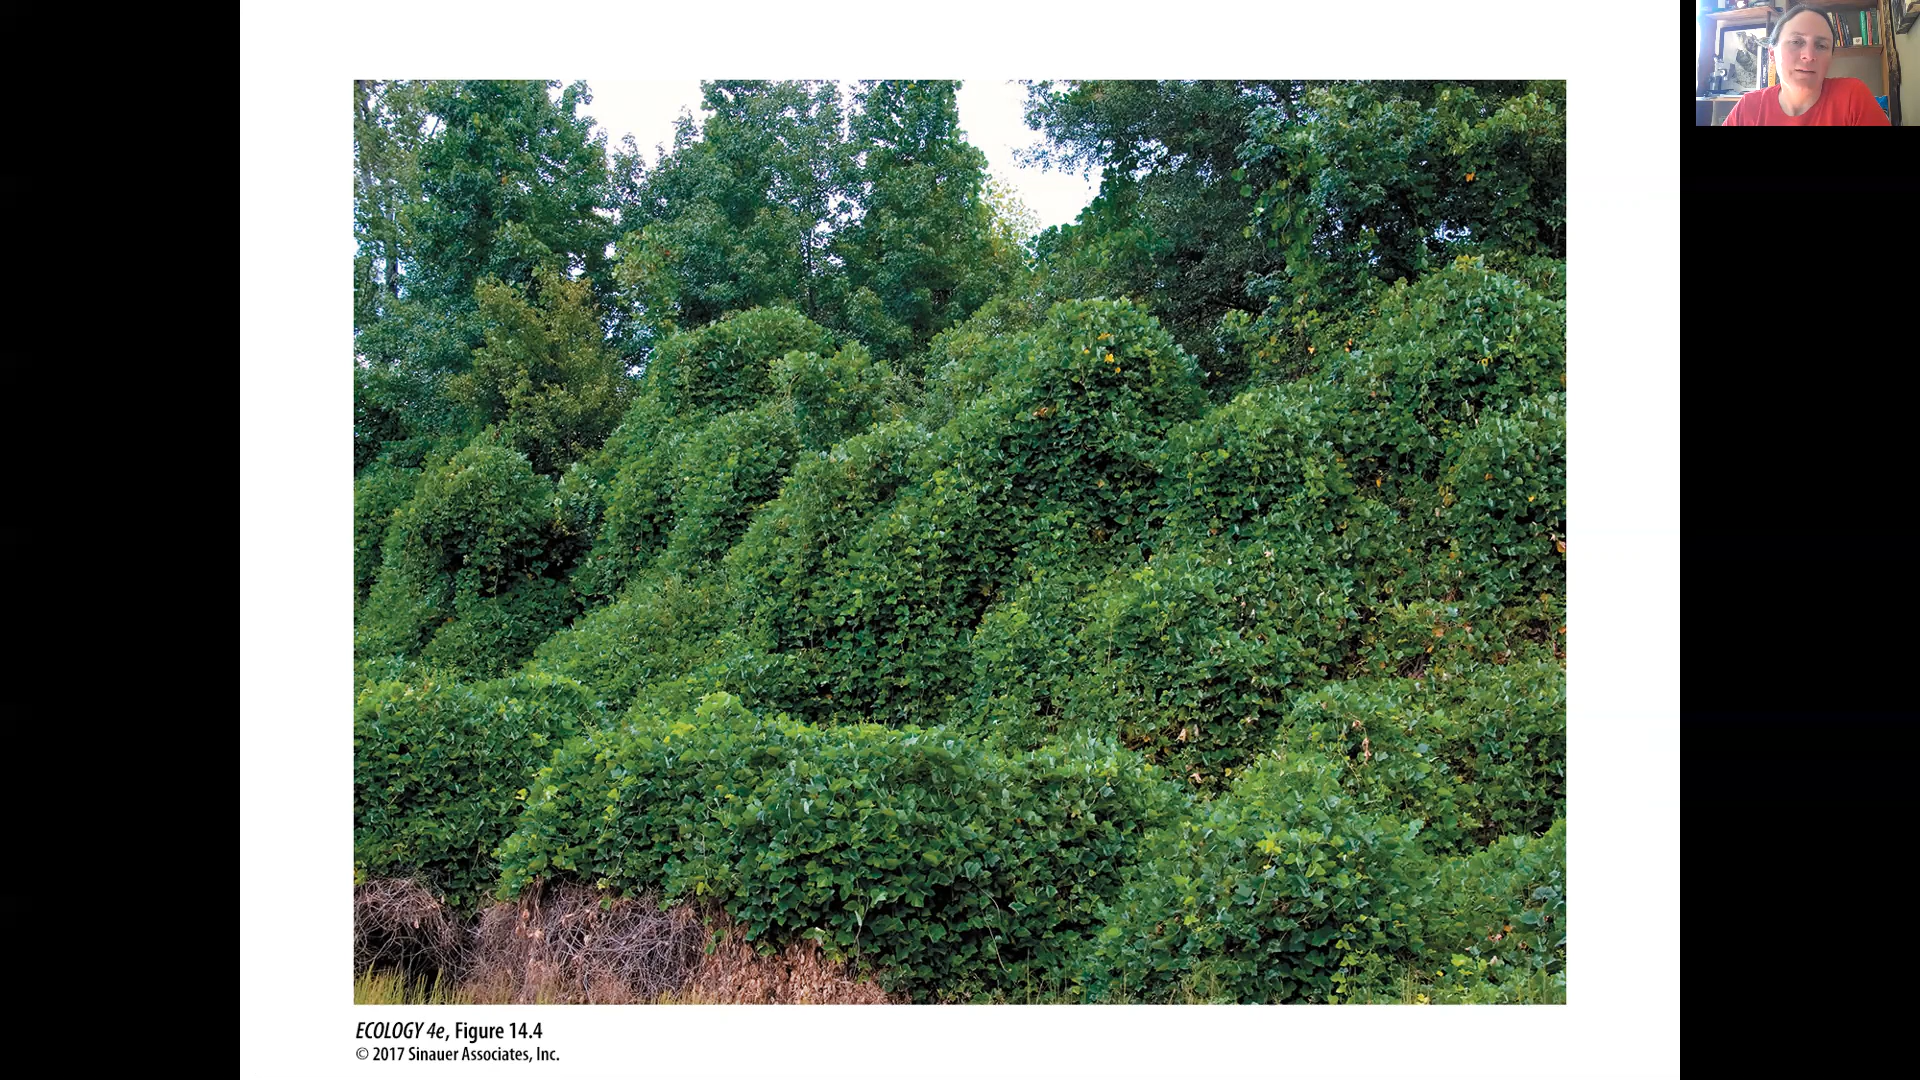 ECOLOGY 4e, Figure 14.4
© 2017 Sinauer Associates, Inc.